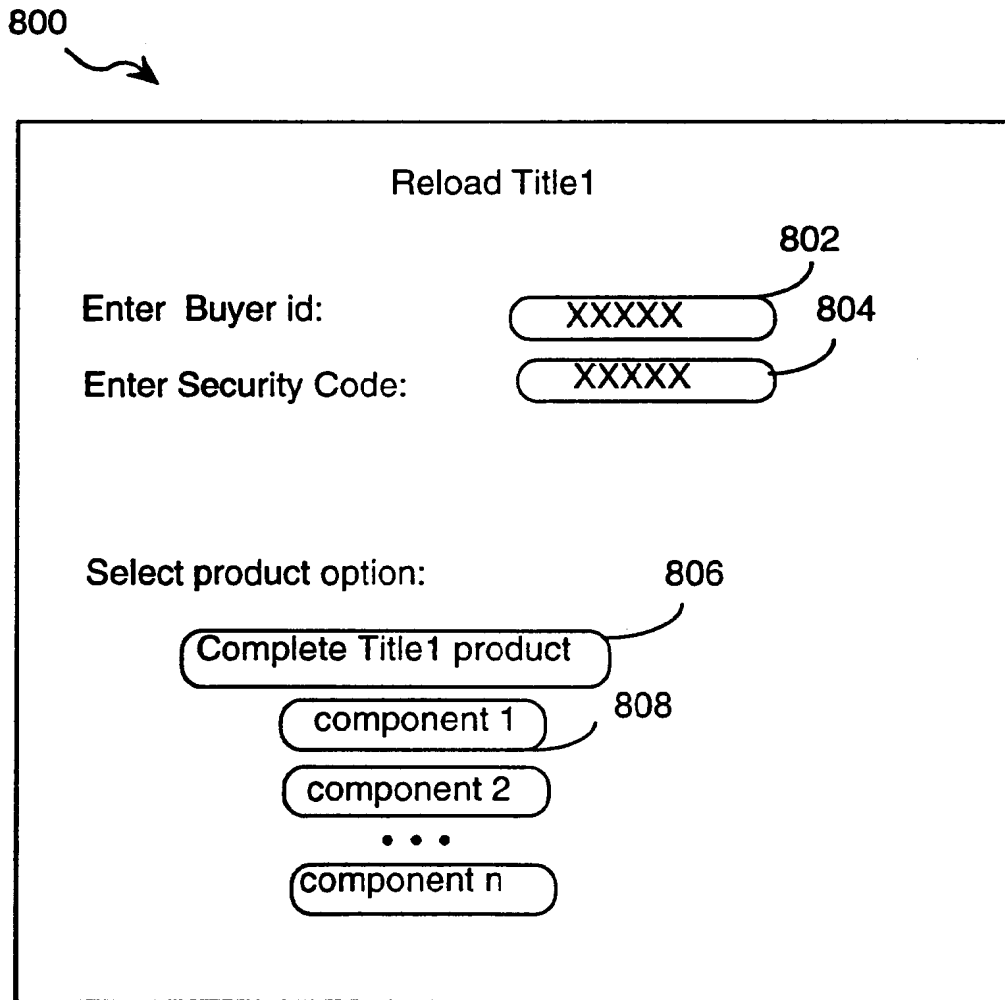 800
Reload Title1
802
Enter Buyer id: XXXXX 804
Enter Security Code: XXXXX
Select product option: 806
Complete Title1 product
component 1 808
component 2
• • •
component n